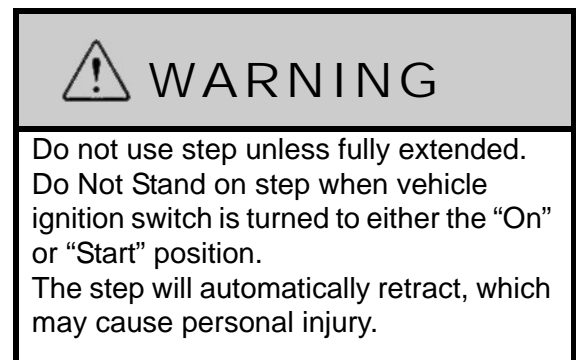 WARNING
Do not use step unless fully extended.
Do Not Stand on step when vehicle
ignition switch is turned to either the “On”
or “Start” position.
The step will automatically retract, which
may cause personal injury.